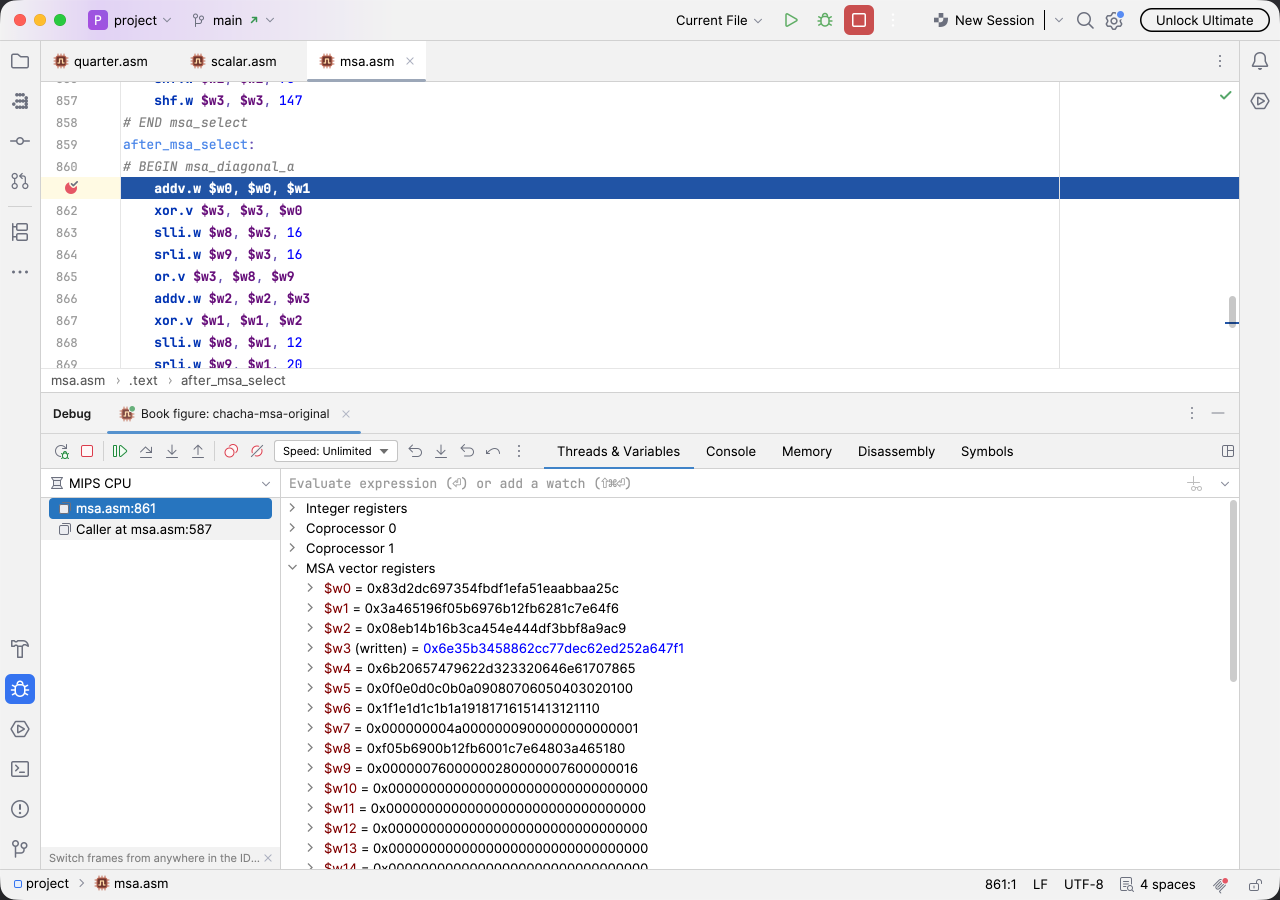 P project main Current File New Session Unlock Ultimate
quarter.asm scalar.asm msa.asm
857 shf.w $w3, $w3, 147
858 # END msa_select
859 after_msa_select:
860 # BEGIN msa_diagonal_a
addv.w $w0, $w0, $w1
862 xor.v $w3, $w3, $w0
863 slli.w $w8, $w3, 16
864 srli.w $w9, $w3, 16
865 or.v $w3, $w8, $w9
866 addv.w $w2, $w2, $w3
867 xor.v $w1, $w1, $w2
868 slli.w $w8, $w1, 12
869 srli.w $w9, $w1, 20
msa.asm › .text › after_msa_select
Debug Book figure: chacha-msa-original
Speed: Unlimited Threads & Variables Console Memory Disassembly Symbols
MIPS CPU
msa.asm:861
Caller at msa.asm:587
Switch frames from anywhere in the ID...
Evaluate expression (⏎) or add a watch (⇧⌘⏎)
Integer registers
Coprocessor 0
Coprocessor 1
MSA vector registers
$w0 = 0x83d2dc697354fbdf1efa51eaabbaa25c
$w1 = 0x3a465196f05b6976b12fb6281c7e64f6
$w2 = 0x08eb14b16b3ca454e444df3bbf8a9ac9
$w3 (written) = 0x6e35b3458862cc77dec62ed252a647f1
$w4 = 0x6b20657479622d323320646e61707865
$w5 = 0x0f0e0d0c0b0a09080706050403020100
$w6 = 0x1f1e1d1c1b1a19181716151413121110
$w7 = 0x000000004a0000000900000000000001
$w8 = 0xf05b6900b12fb6001c7e64803a465180
$w9 = 0x00000076000000280000007600000016
$w10 = 0x00000000000000000000000000000000
$w11 = 0x00000000000000000000000000000000
$w12 = 0x00000000000000000000000000000000
$w13 = 0x00000000000000000000000000000000
$w14 = 0x00000000000000000000000000000000
project › msa.asm 861:1 LF UTF-8 4 spaces